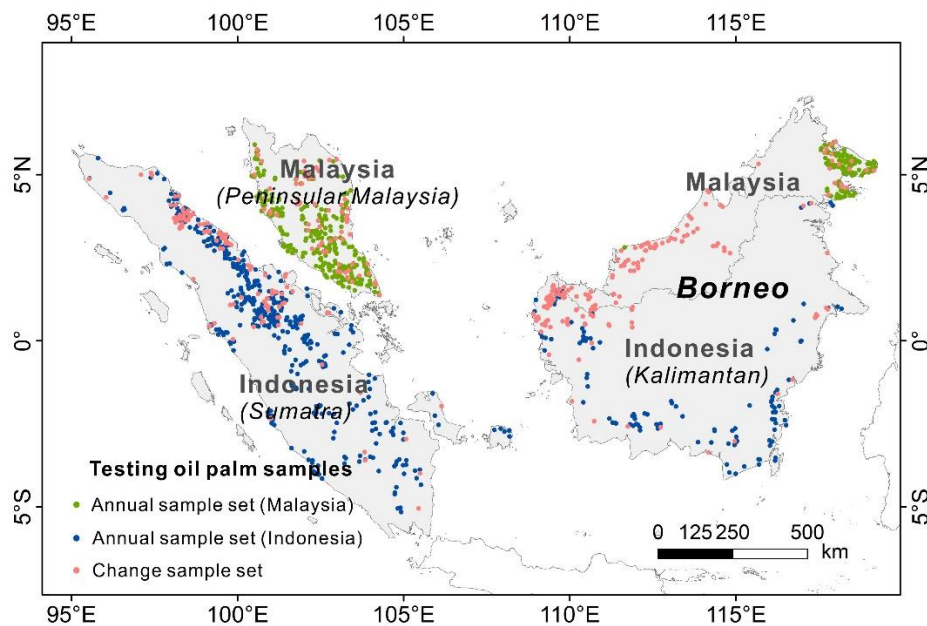 95°E 100°E 105°E 110°E 115°E
5°N 5°N
0° 0°
5°S 5°S
Malaysia
(Peninsular Malaysia)
Malaysia
Borneo
Indonesia
(Kalimantan)
Indonesia
(Sumatra)
Testing oil palm samples
Annual sample set (Malaysia)
Annual sample set (Indonesia)
Change sample set
0 125 250 500
km
95°E 100°E 105°E 110°E 115°E